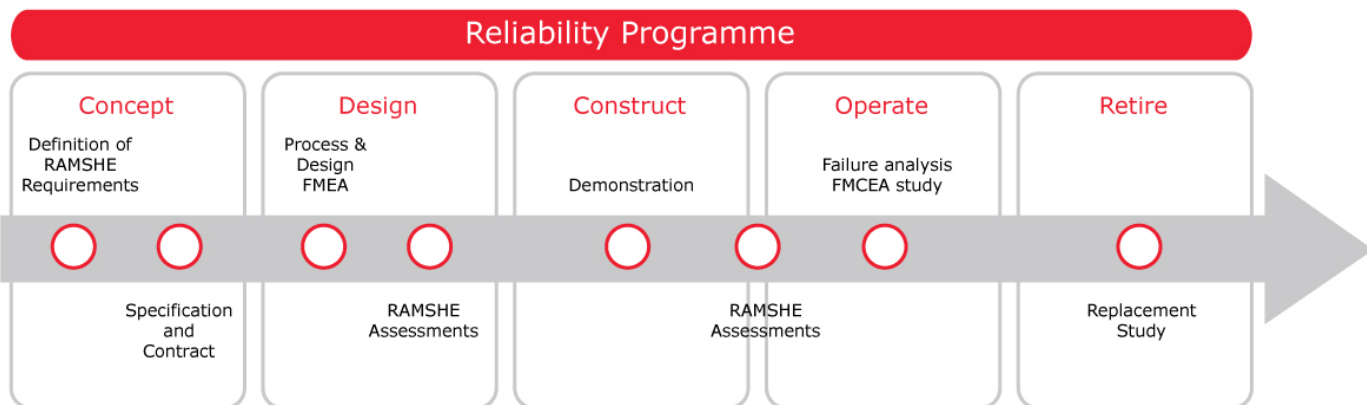 Reliability Programme
Concept
Definition of
RAMSHE
Requirements
Specification
and
Contract
Design
Process &
Design
FMEA
RAMSHE
Assessments
Construct
Demonstration
RAMSHE
Assessments
Operate
Failure analysis
FMCEA study
Retire
Replacement
Study